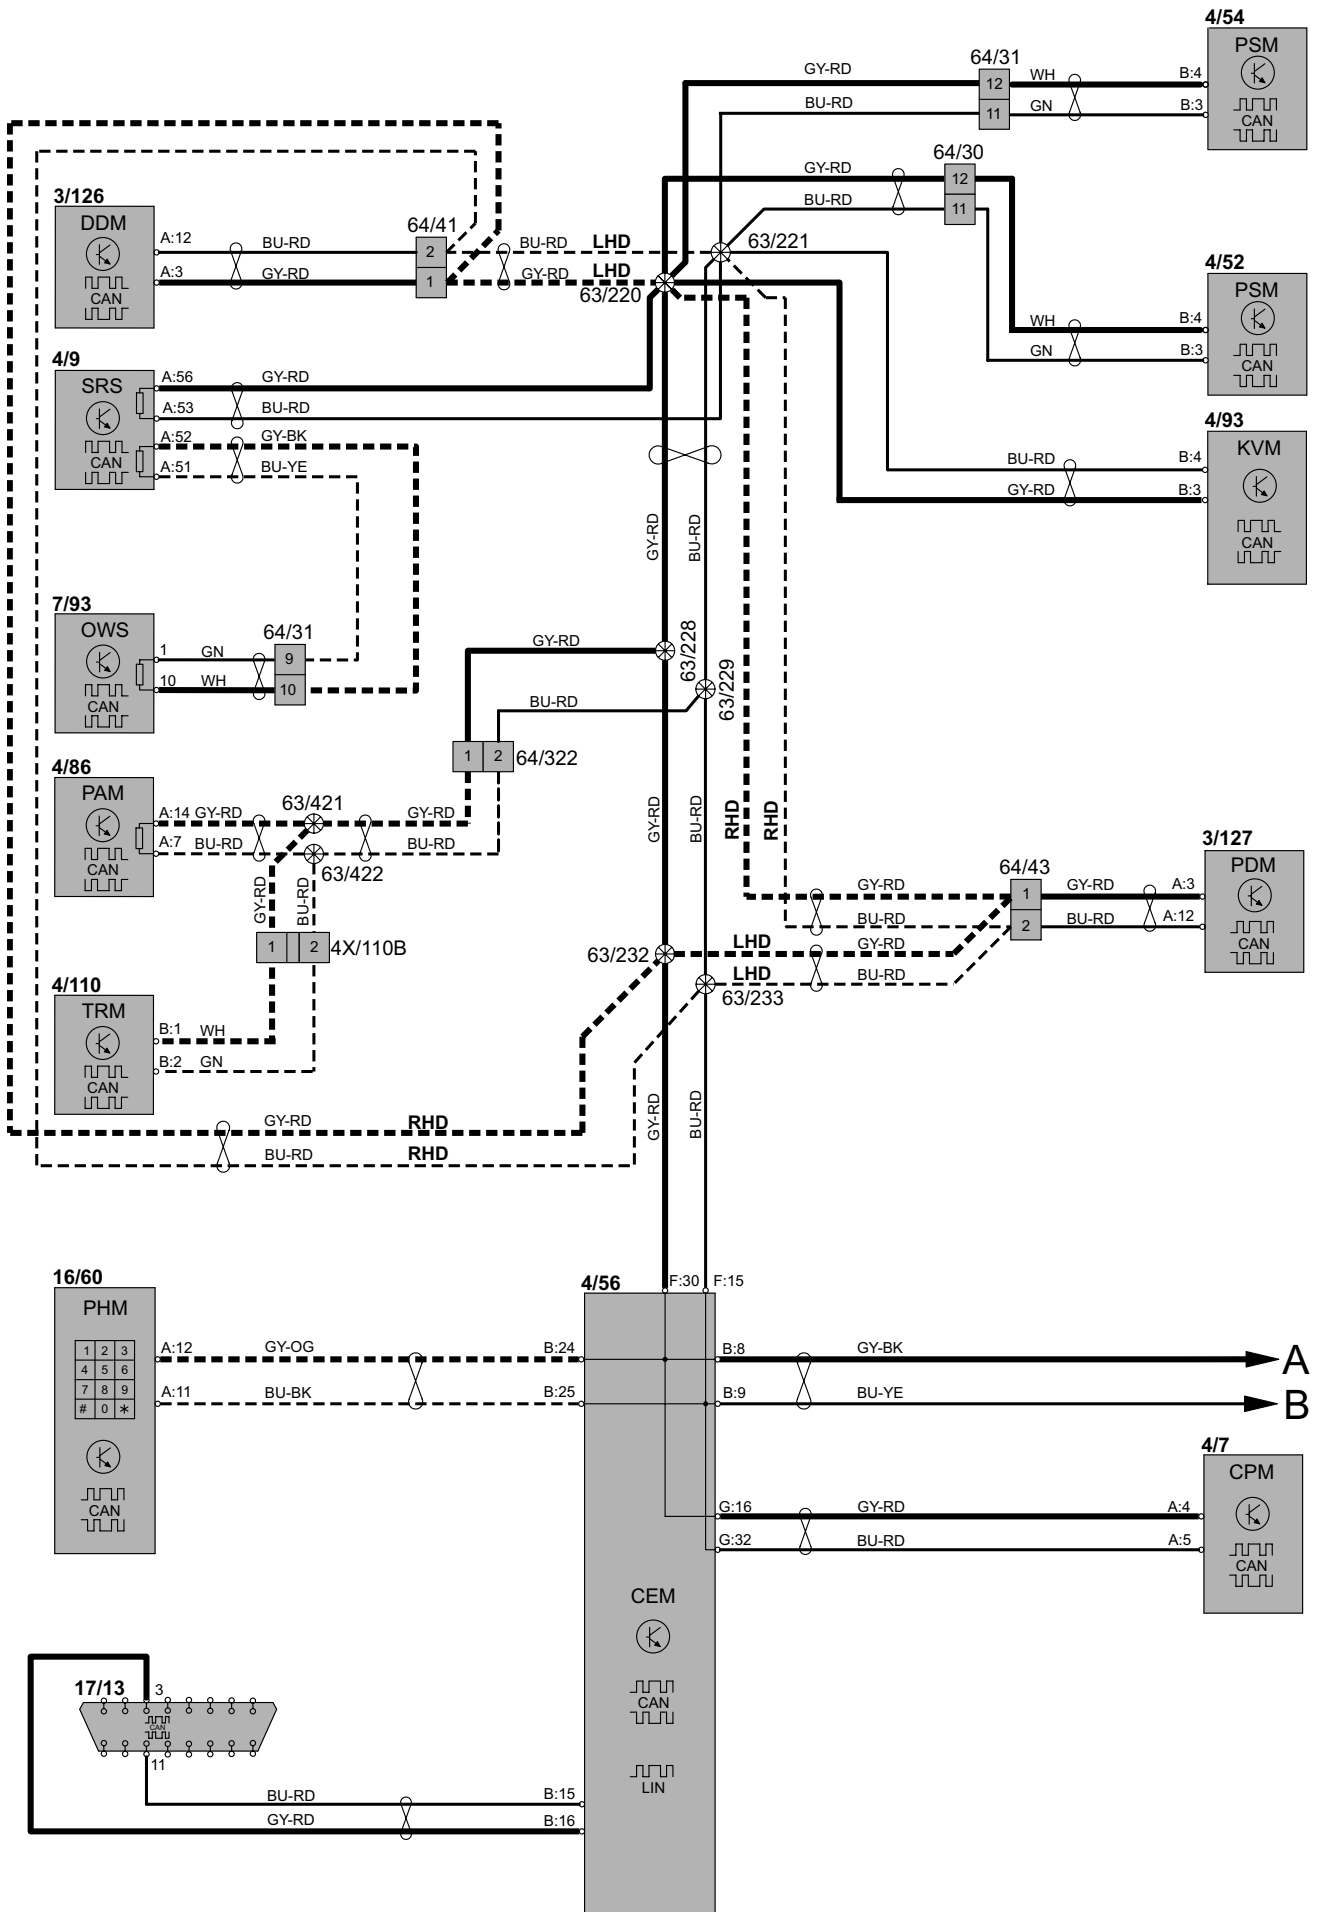 4/54
PSM
CAN
B:4
B:3
64/31
12
11
GY-RD
WH
BU-RD
GN
64/30
12
11
GY-RD
BU-RD
3/126
DDM
CAN
A:12
BU-RD
A:3
GY-RD
64/41
2
1
BU-RD
LHD
GY-RD
LHD
63/221
63/220
4/52
PSM
CAN
WH
B:4
GN
B:3
4/9
SRS
CAN
A:56
GY-RD
A:53
BU-RD
A:52
GY-BK
A:51
BU-YE
4/93
KVM
CAN
BU-RD
B:4
GY-RD
B:3
GY-RD
BU-RD
7/93
OWS
CAN
1
GN
10
WH
64/31
9
10
GY-RD
63/228
63/229
BU-RD
1
2
64/322
4/86
PAM
CAN
A:14
GY-RD
A:7
BU-RD
63/421
63/422
GY-RD
BU-RD
GY-RD
BU-RD
1
2
4X/110B
GY-RD
BU-RD
RHD
RHD
3/127
PDM
CAN
64/43
1
2
GY-RD
BU-RD
GY-RD
A:3
BU-RD
A:12
63/232
LHD
GY-RD
63/233
LHD
BU-RD
4/110
TRM
CAN
B:1
WH
B:2
GN
GY-RD
RHD
BU-RD
RHD
GY-RD
BU-RD
16/60
PHM
1 2 3
4 5 6
7 8 9
# 0 *
CAN
A:12
GY-OG
B:24
A:11
BU-BK
B:25
4/56
F:30
F:15
B:8
GY-BK
A
B:9
BU-YE
B
4/7
CPM
CAN
G:16
GY-RD
A:4
G:32
BU-RD
A:5
CEM
CAN
LIN
17/13
3
CAN
11
BU-RD
B:15
GY-RD
B:16